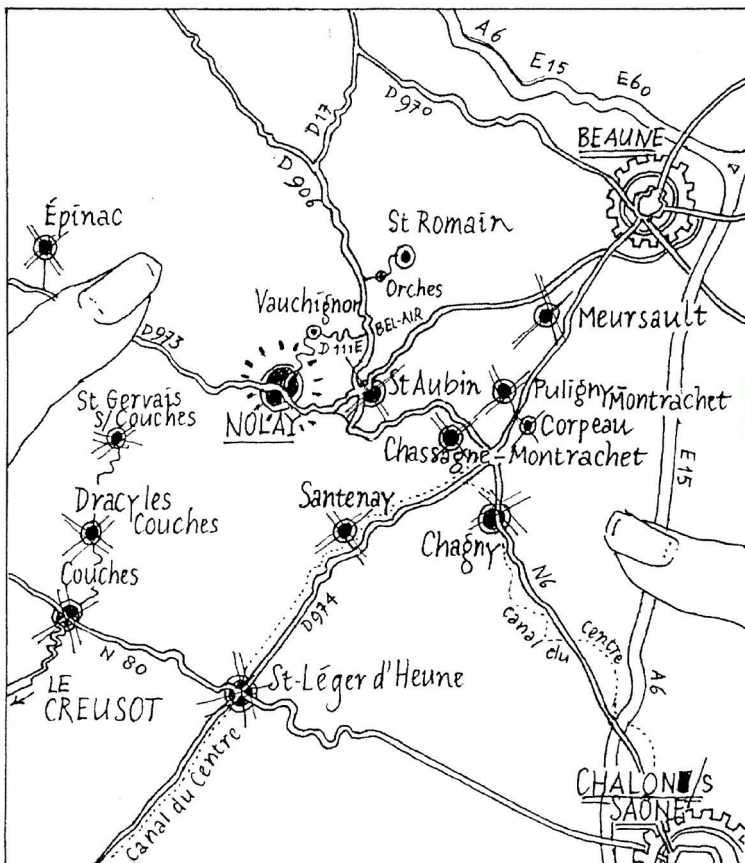 A6
E15
E60
D970
D17
BEAUNE
D906
Épinac
St Romain
Orches
Vauchignon
BEL-AIR
D111E
Meursault
D973
St Aubin
Puligny-
Montrachet
St Gervais
s/Couches
NOLAY
Corpeau
Chassagne-Montrachet
E15
Dracy les
Couches
Santenay
Chagny
Couches
N6
D974
canal du
centre
N 80
LE
CREUSOT
St-Léger d'Heune
A6
Canal du Centre
CHALON/S
SAÔNE